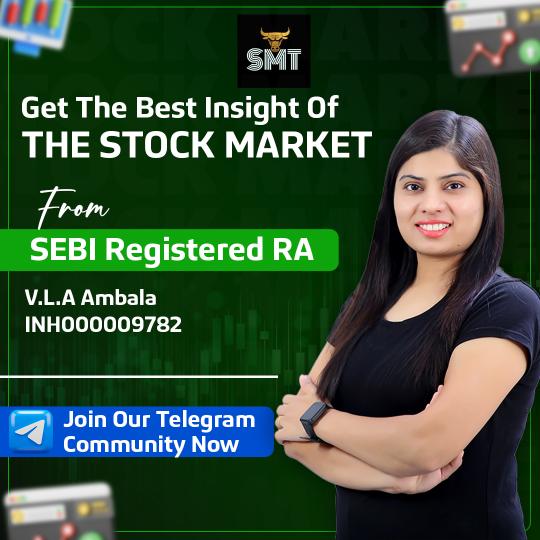 SMT
Get The Best Insight Of
THE STOCK MARKET
From
SEBI Registered RA
V.L.A Ambala
INH000009782
Join Our Telegram
Community Now